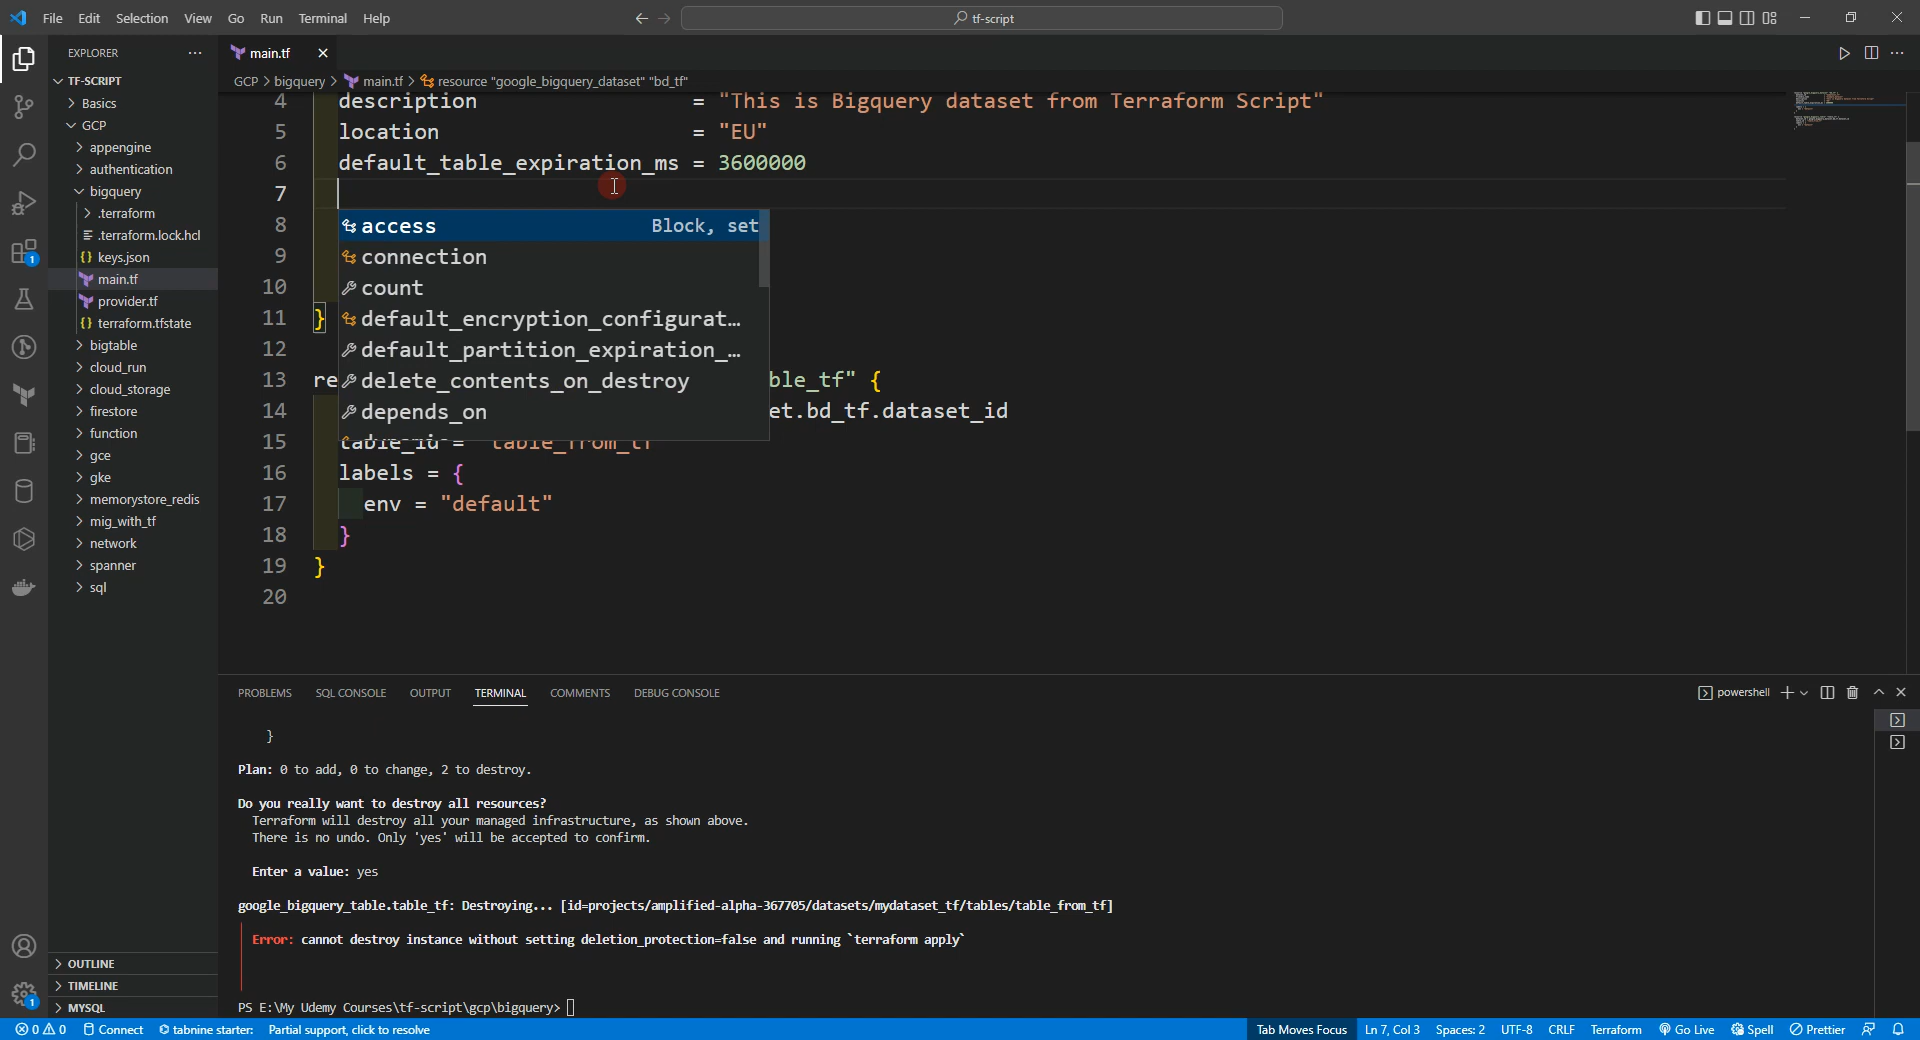 File Edit Selection View Go Run Terminal Help
tf-script
EXPLORER
main.tf
TF-SCRIPT
GCP > bigquery > main.tf > resource "google_bigquery_dataset" "bd_tf"
Basics
GCP
appengine
authentication
bigquery
.terraform
.terraform.lock.hcl
keys.json
main.tf
provider.tf
terraform.tfstate
bigtable
cloud_run
cloud_storage
firestore
function
gce
gke
memorystore_redis
mig_with_tf
network
spanner
sql
OUTLINE
TIMELINE
MYSQL
4 description = "This is Bigquery dataset from Terraform Script"
5 location = "EU"
6 default_table_expiration_ms = 3600000
7
8
9
10
11 }
12
13 re ble_tf" {
14 et.bd_tf.dataset_id
15 table_id = "table_from_tf"
16 labels = {
17 env = "default"
18 }
19 }
20
access Block, set
connection
count
default_encryption_configurat…
default_partition_expiration_…
delete_contents_on_destroy
depends_on
PROBLEMS SQL CONSOLE OUTPUT TERMINAL COMMENTS DEBUG CONSOLE
powershell
}
Plan: 0 to add, 0 to change, 2 to destroy.
Do you really want to destroy all resources?
Terraform will destroy all your managed infrastructure, as shown above.
There is no undo. Only 'yes' will be accepted to confirm.
Enter a value: yes
google_bigquery_table.table_tf: Destroying... [id=projects/amplified-alpha-367705/datasets/mydataset_tf/tables/table_from_tf]
Error: cannot destroy instance without setting deletion_protection=false and running `terraform apply`
PS E:\My Udemy Courses\tf-script\gcp\bigquery>
0 0 Connect tabnine starter: Partial support, click to resolve
Tab Moves Focus Ln 7, Col 3 Spaces: 2 UTF-8 CRLF Terraform Go Live Spell Prettier